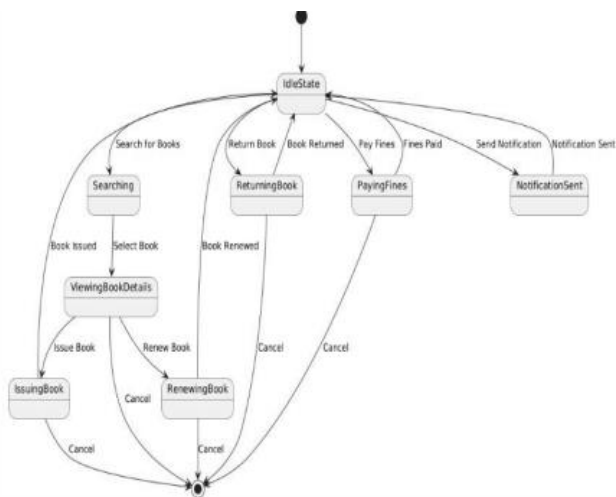 IdleState
Search for Books
Return Book
Book Returned
Pay Fines
Fines Paid
Send Notification
Notification Sent
Searching
ReturningBook
PayingFines
NotificationSent
Book Issued
Select Book
Book Renewed
ViewingBookDetails
Issue Book
Renew Book
Cancel
Cancel
IssuingBook
RenewingBook
Cancel
Cancel
Cancel